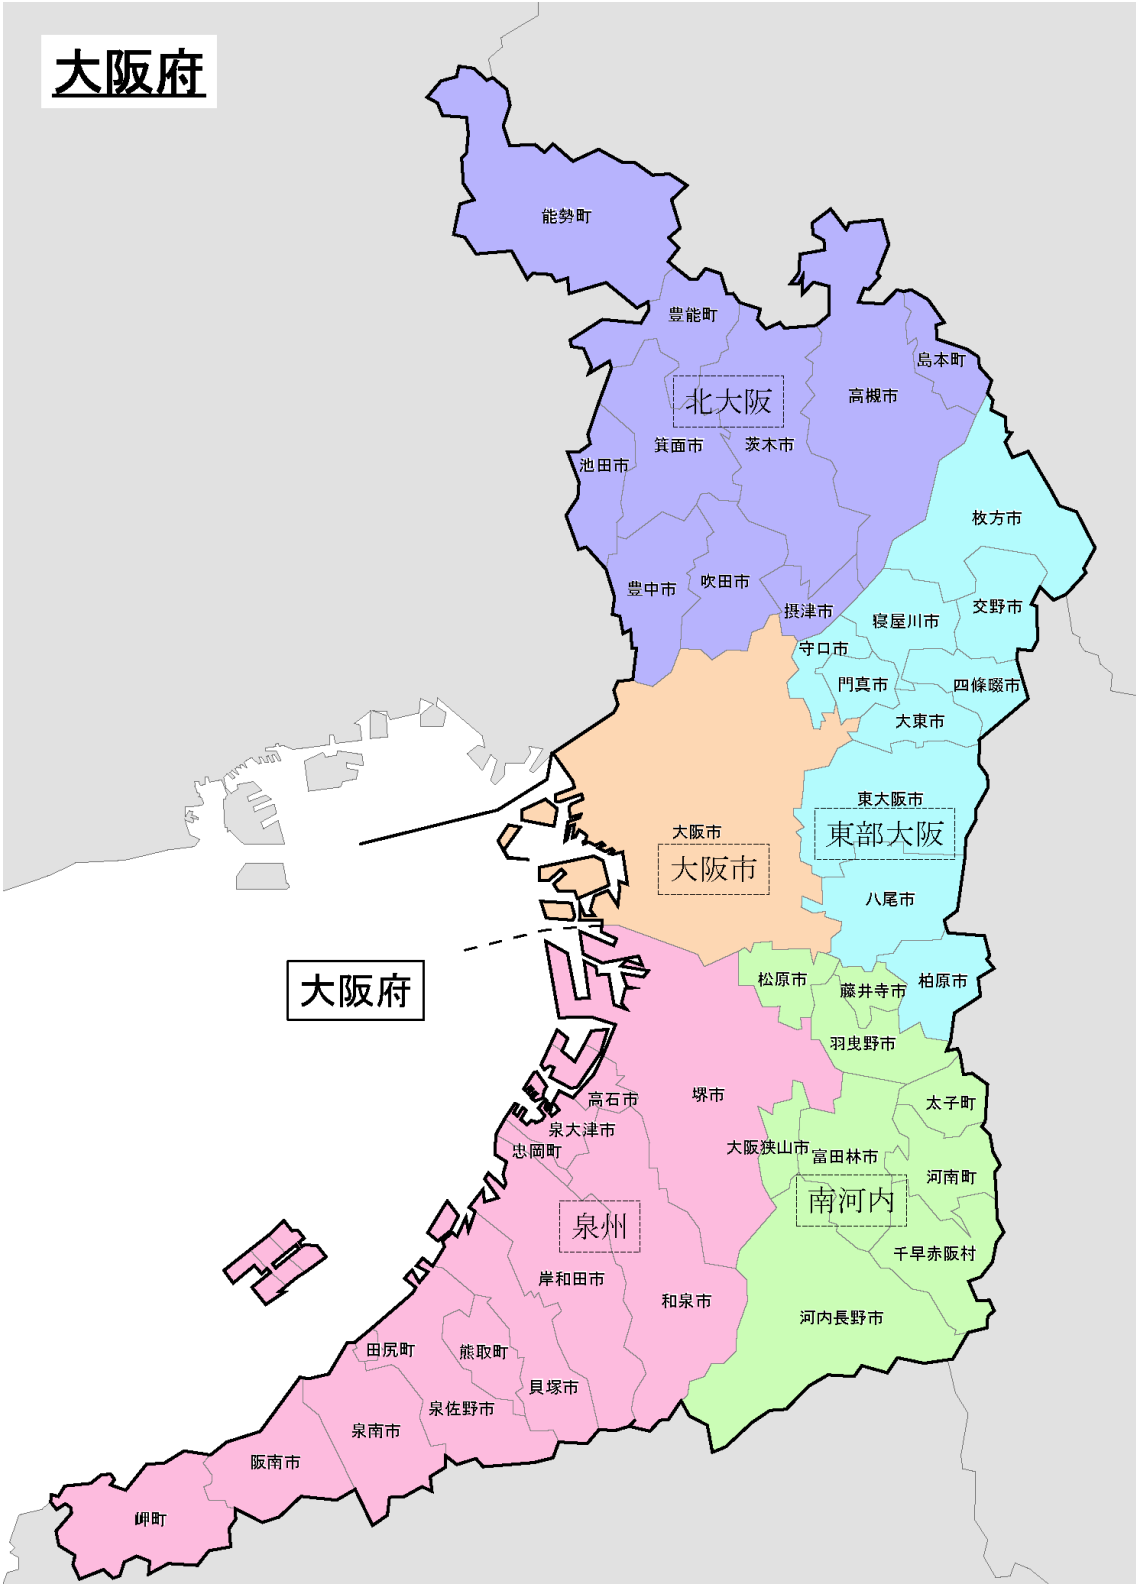 大阪府
能勢町
豊能町
島本町
高槻市
北大阪
箕面市
茨木市
池田市
枚方市
吹田市
豊中市
交野市
摂津市
寝屋川市
守口市
門真市
四條畷市
大東市
東大阪市
大阪市
東部大阪
大阪市
八尾市
松原市
藤井寺市
柏原市
大阪府
羽曳野市
堺市
高石市
太子町
泉大津市
忠岡町
大阪狭山市
富田林市
河南町
南河内
泉州
千早赤阪村
岸和田市
和泉市
河内長野市
田尻町
熊取町
貝塚市
泉佐野市
泉南市
阪南市
岬町